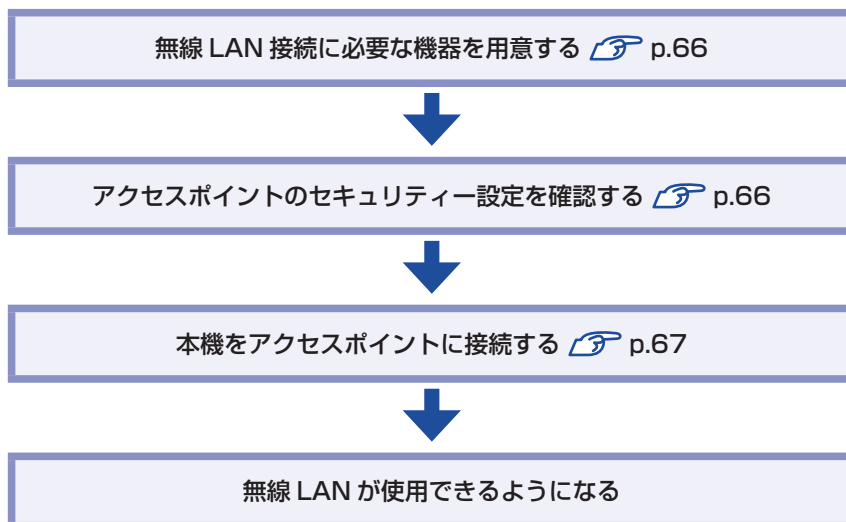 無線 LAN 接続に必要な機器を用意する p.66
アクセスポイントのセキュリティー設定を確認する p.66
本機をアクセスポイントに接続する p.67
無線 LAN が使用できるようになる